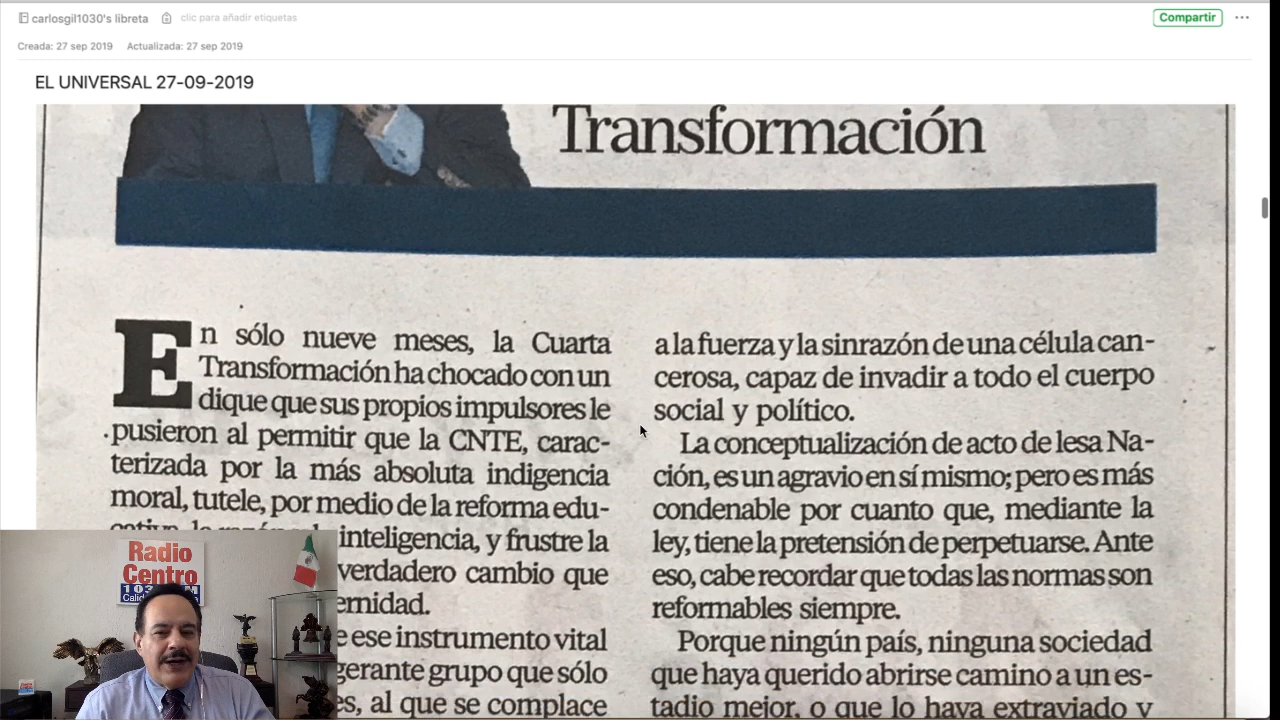 carlosgil1030's libreta
clic para añadir etiquetas
Compartir
Creada: 27 sep 2019
Actualizada: 27 sep 2019
EL UNIVERSAL 27-09-2019
Transformación
En sólo nueve meses, la Cuarta
Transformación ha chocado con un
dique que sus propios impulsores le
pusieron al permitir que la CNTE, carac-
terizada por la más absoluta indigencia
moral, tutele, por medio de la reforma edu-
inteligencia, y frustre la
verdadero cambio que
ese instrumento vital
grupo que sólo
al que se complace
a la fuerza y la sinrazón de una célula can-
cerosa, capaz de invadir a todo el cuerpo
social y político.
La conceptualización de acto de lesa Na-
ción, es un agravio en sí mismo; pero es más
condenable por cuanto que, mediante la
ley, tiene la pretensión de perpetuarse. Ante
eso, cabe recordar que todas las normas son
reformables siempre.
Porque ningún país, ninguna sociedad
que haya querido abrirse camino a un es-
tadio mejor, o que lo haya extraviado y
Radio
Centro